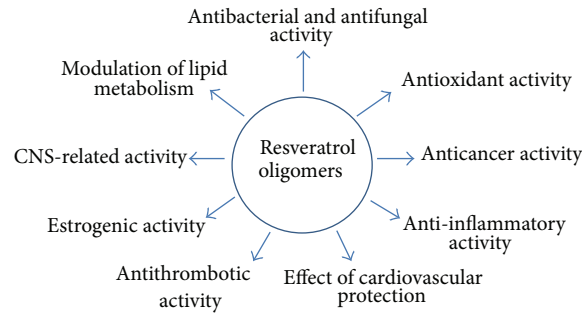 Antibacterial and antifungal
activity
Modulation of lipid
metabolism
Antioxidant activity
CNS-related activity
Resveratrol
oligomers
Anticancer activity
Estrogenic activity
Anti-inflammatory
activity
Antithrombotic
activity
Effect of cardiovascular
protection